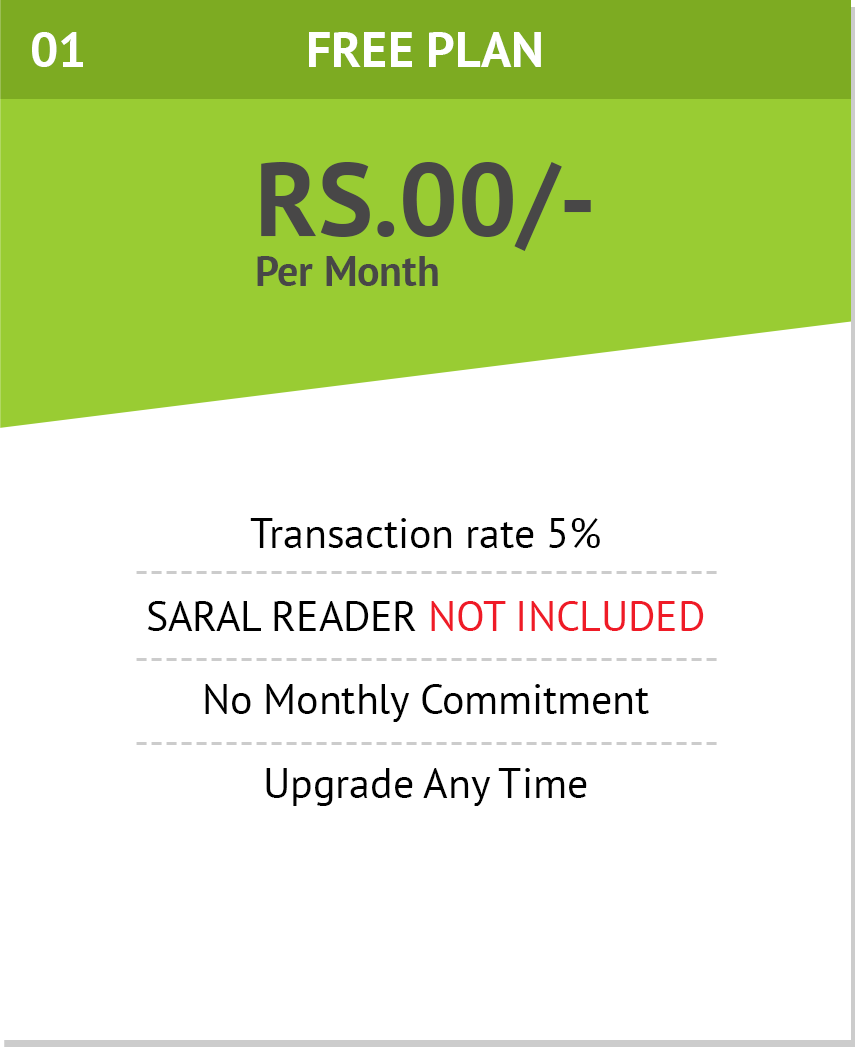 01 FREE PLAN
RS.00/-
Per Month
Transaction rate 5%
SARAL READER NOT INCLUDED
No Monthly Commitment
Upgrade Any Time